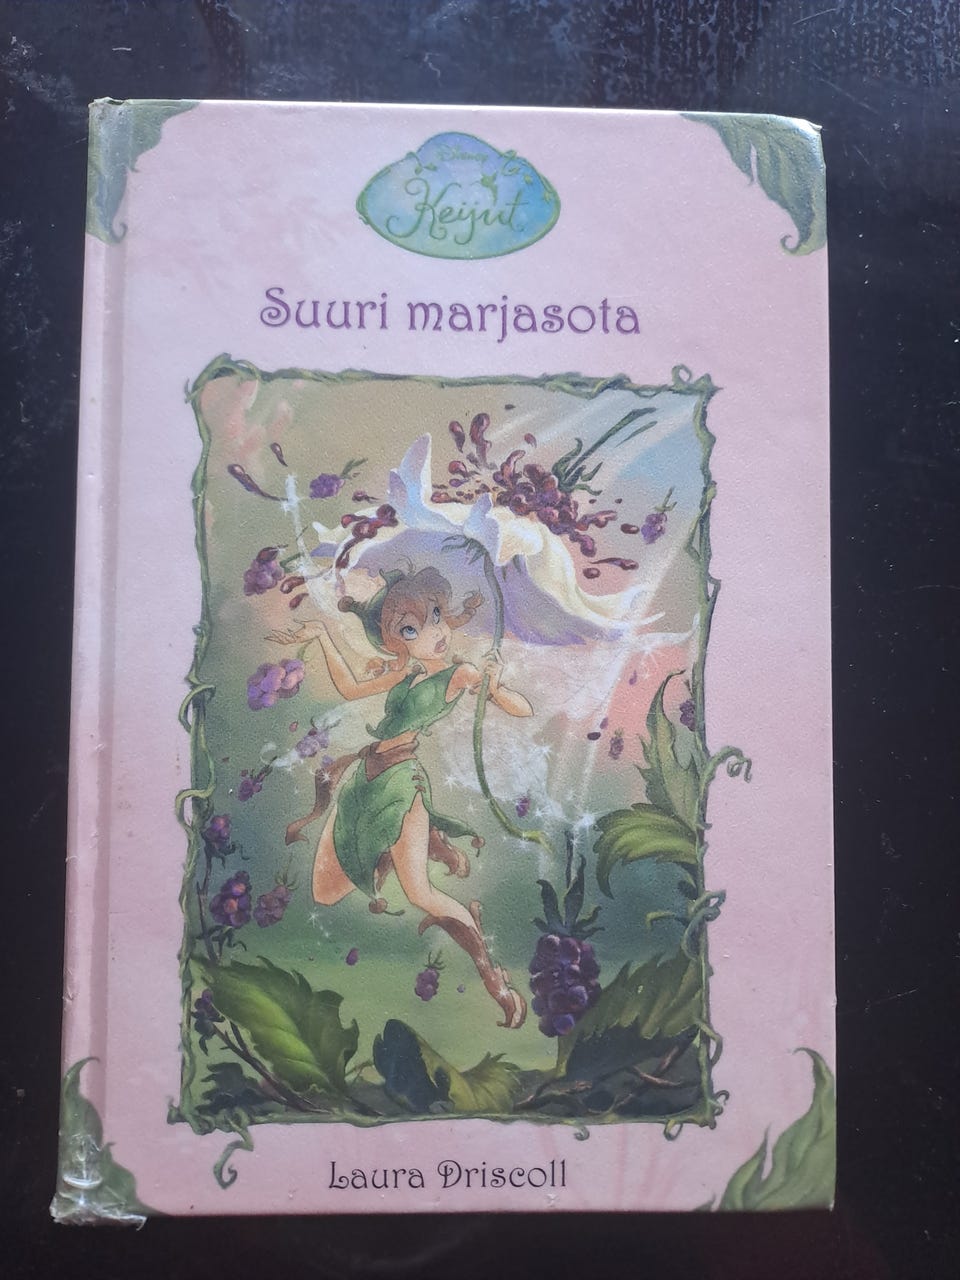 Disney
Keijut
Suuri marjasota
Laura Driscoll